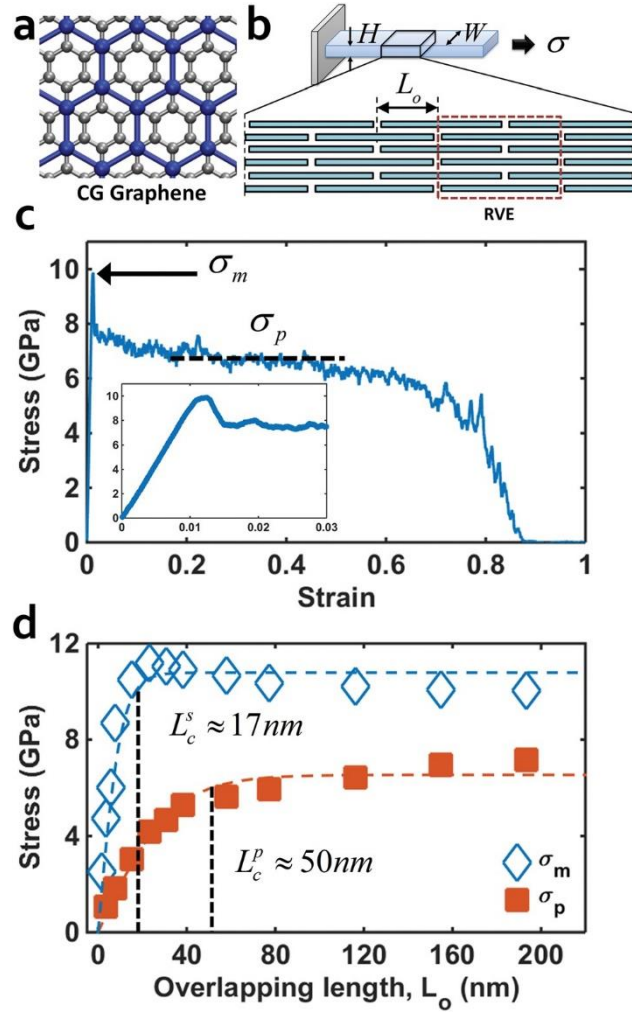 a
CG Graphene
b
H
W
σ
L_o
RVE
c
Stress (GPa)
10
8
6
4
2
0
σ_m
σ_p
10
8
6
4
2
0
0
0.01
0.02
0.03
0
0.2
0.4
0.6
0.8
1
Strain
d
Stress (GPa)
12
8
4
0
L_c^s ≈ 17nm
L_c^p ≈ 50nm
σ_m
σ_p
0
40
80
120
160
200
Overlapping length, L_o (nm)